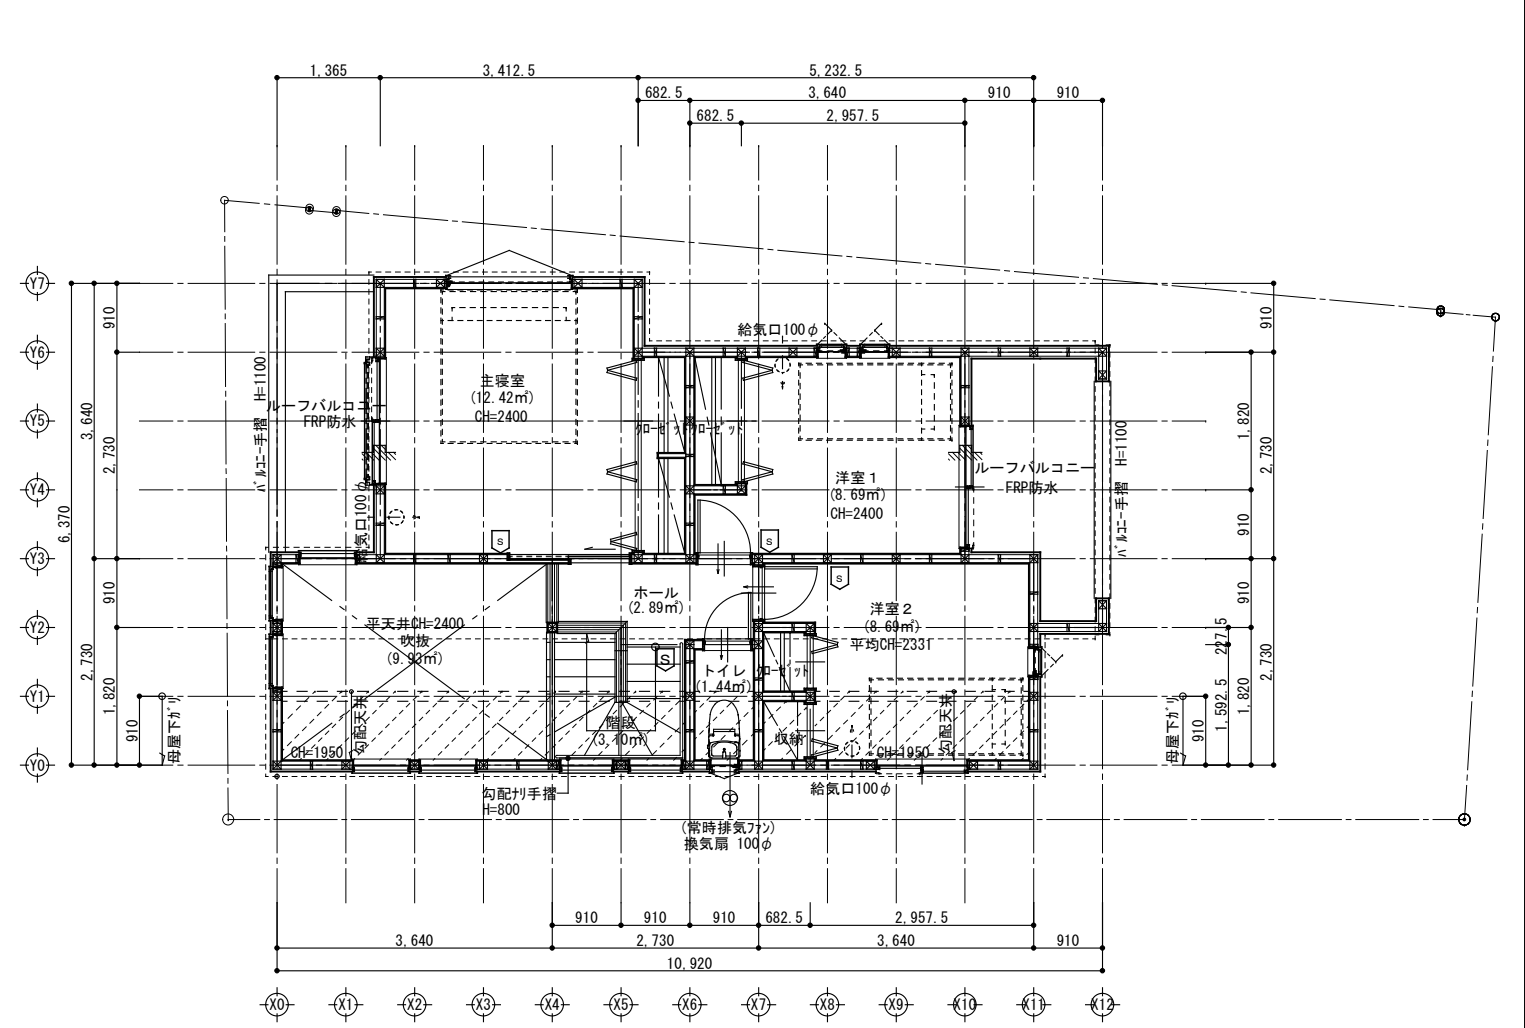 1,365
3,412.5
5,232.5
682.5
3,640
910
910
682.5
2,957.5
Y7
Y6
Y5
Y4
Y3
Y2
Y1
Y0
6,370
3,640
2,730
910
2,730
910
1,820
910
母屋下がり
バルコニー手摺 H=1100
ルーフバルコニー
FRP防水
給気口100φ
主寝室
(12.42㎡)
CH=2400
S
クローゼット
クローゼット
給気口100φ
洋室1
(8.69㎡)
CH=2400
S
ルーフバルコニー
FRP防水
バルコニー手摺 H=1100
910
1,820
2,730
910
910
227.5
1,592.5
1,820
2,730
910
母屋下がり
平天井CH=2400
吹抜
(9.93㎡)
CH=1950
勾配天井
ホール
(2.89㎡)
S
階段
(3.10㎡)
トイレ
(1.44㎡)
クローゼット
収納
S
洋室2
(8.69㎡)
平均CH=2331
CH=1950
勾配天井
勾配ナリ手摺
H=800
給気口100φ
(常時排気ファン)
換気扇 100φ
910
910
910
682.5
2,957.5
3,640
2,730
3,640
910
10,920
X0
X1
X2
X3
X4
X5
X6
X7
X8
X9
X10
X11
X12